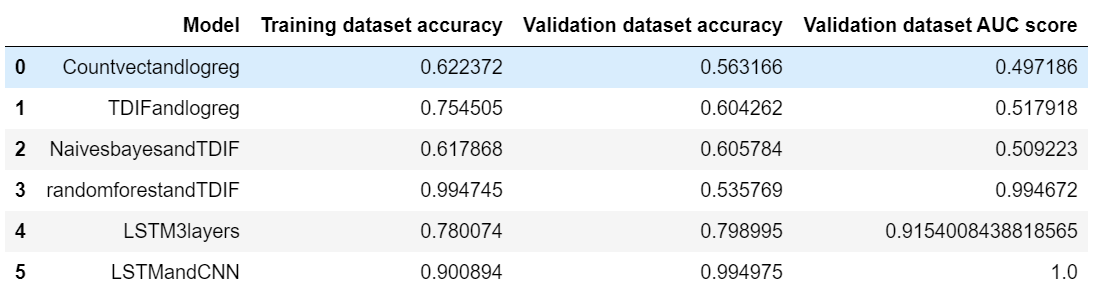 Model Training dataset accuracy Validation dataset accuracy Validation dataset AUC score
0 Countvectandlogreg 0.622372 0.563166 0.497186
1 TDIFandlogreg 0.754505 0.604262 0.517918
2 NaivesbayesandTDIF 0.617868 0.605784 0.509223
3 randomforestandTDIF 0.994745 0.535769 0.994672
4 LSTM3layers 0.780074 0.798995 0.9154008438818565
5 LSTMandCNN 0.900894 0.994975 1.0